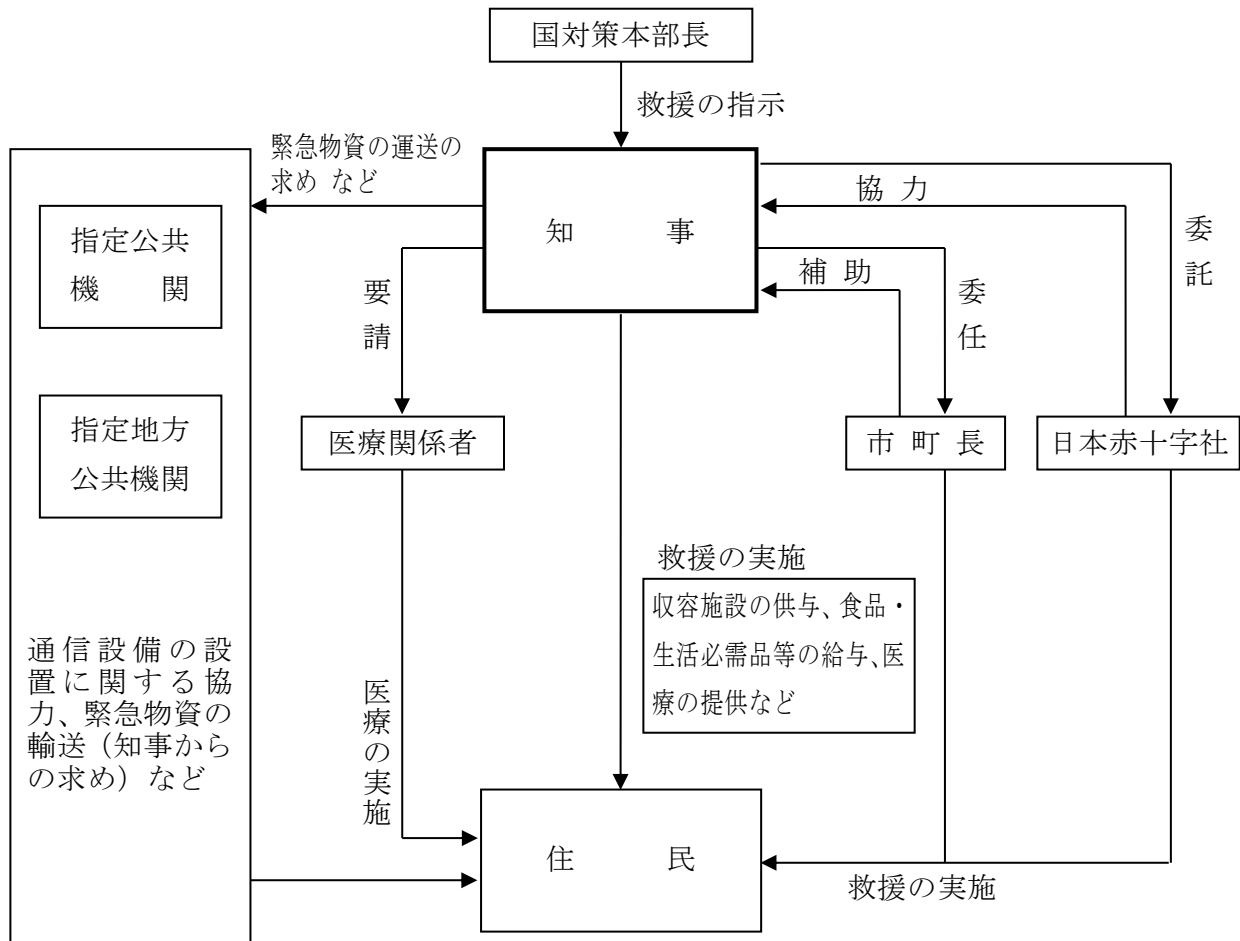 国対策本部長
救援の指示
緊急物資の運送の
求め など
知 事
協 力
委託
補 助
委任
要請
指定公共
機 関
指定地方
公共機関
医療関係者
市 町 長
日本赤十字社
救援の実施
収容施設の供与、食品・
生活必需品等の給与、医
療の提供など
通信設備の設
置に関する協
力、緊急物資の
輸送（知事から
の求め）など
医療の実施
住 民
救援の実施